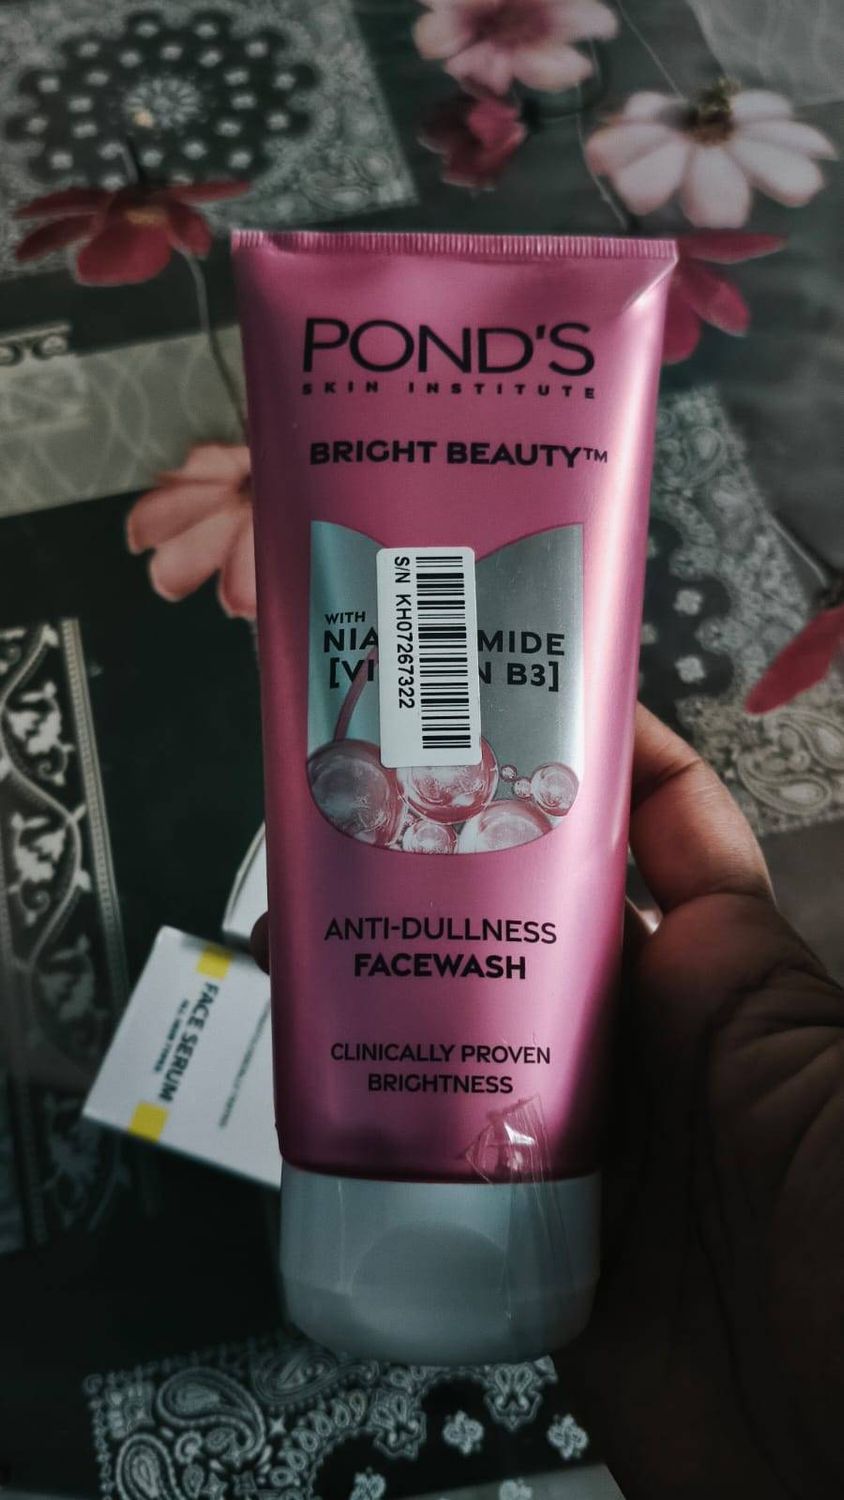 POND'S
SKIN INSTITUTE
BRIGHT BEAUTY™
WITH
NIA MIDE
[VI N B3]
S/N KH07267322
ANTI-DULLNESS
FACEWASH
CLINICALLY PROVEN
BRIGHTNESS
FACE SERUM